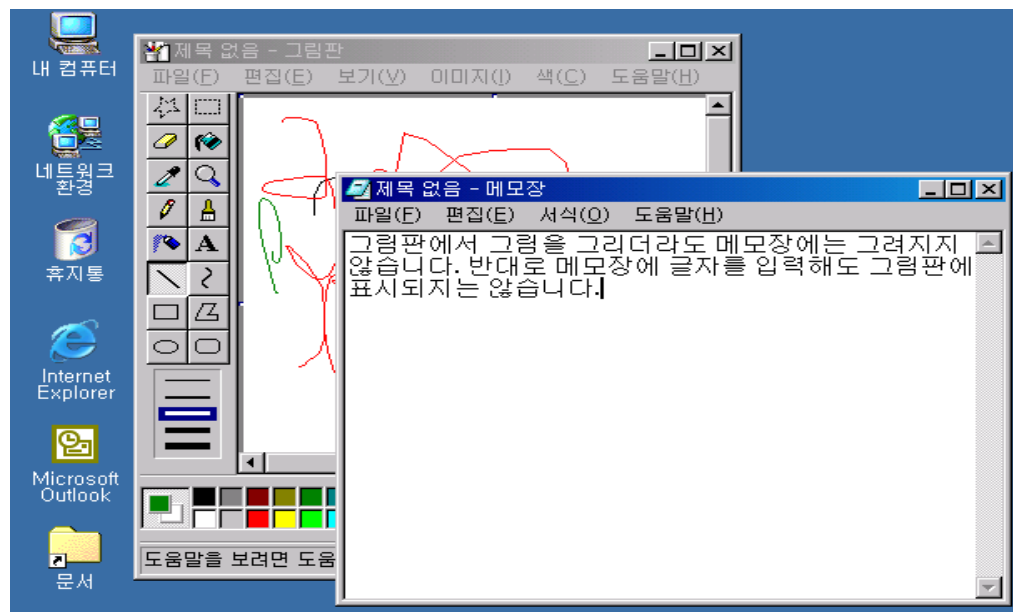 내 컴퓨터
네트워크
환경
휴지통
Internet
Explorer
Microsoft
Outlook
문서
제목 없음 - 그림판
파일(F) 편집(E) 보기(V) 이미지(I) 색(C) 도움말(H)
A
도움말을 보려면 도움
제목 없음 - 메모장
파일(F) 편집(E) 서식(O) 도움말(H)
그림판에서 그림을 그리더라도 메모장에는 그려지지
않습니다. 반대로 메모장에 글자를 입력해도 그림판에
표시되지는 않습니다.